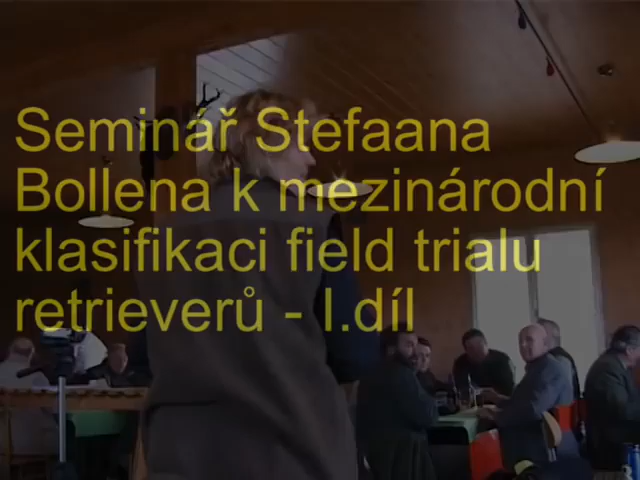 Seminář Stefaana
Bollena k mezinárodní
klasifikaci field trialu
retrieverů - I.díl